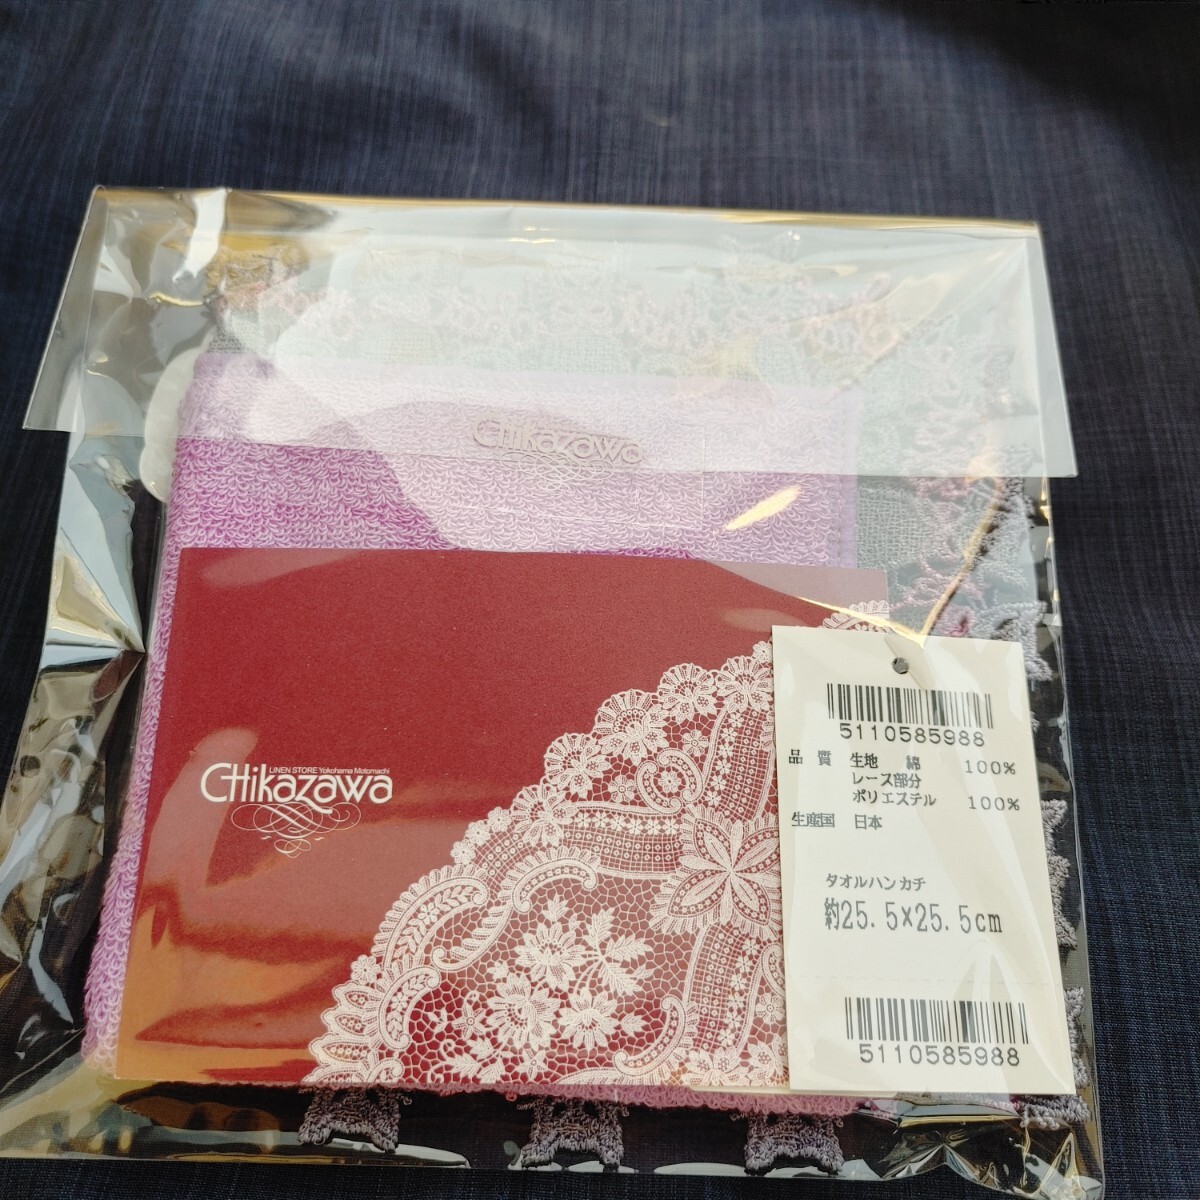 Chikazawa
LINEN STORE Yokohama Motomachi
Chikazawa
5110585988
品質 生地 綿 100%
レース部分
ポリエステル 100%
生産国 日本
タオルハンカチ
約25.5×25.5cm
5110585988